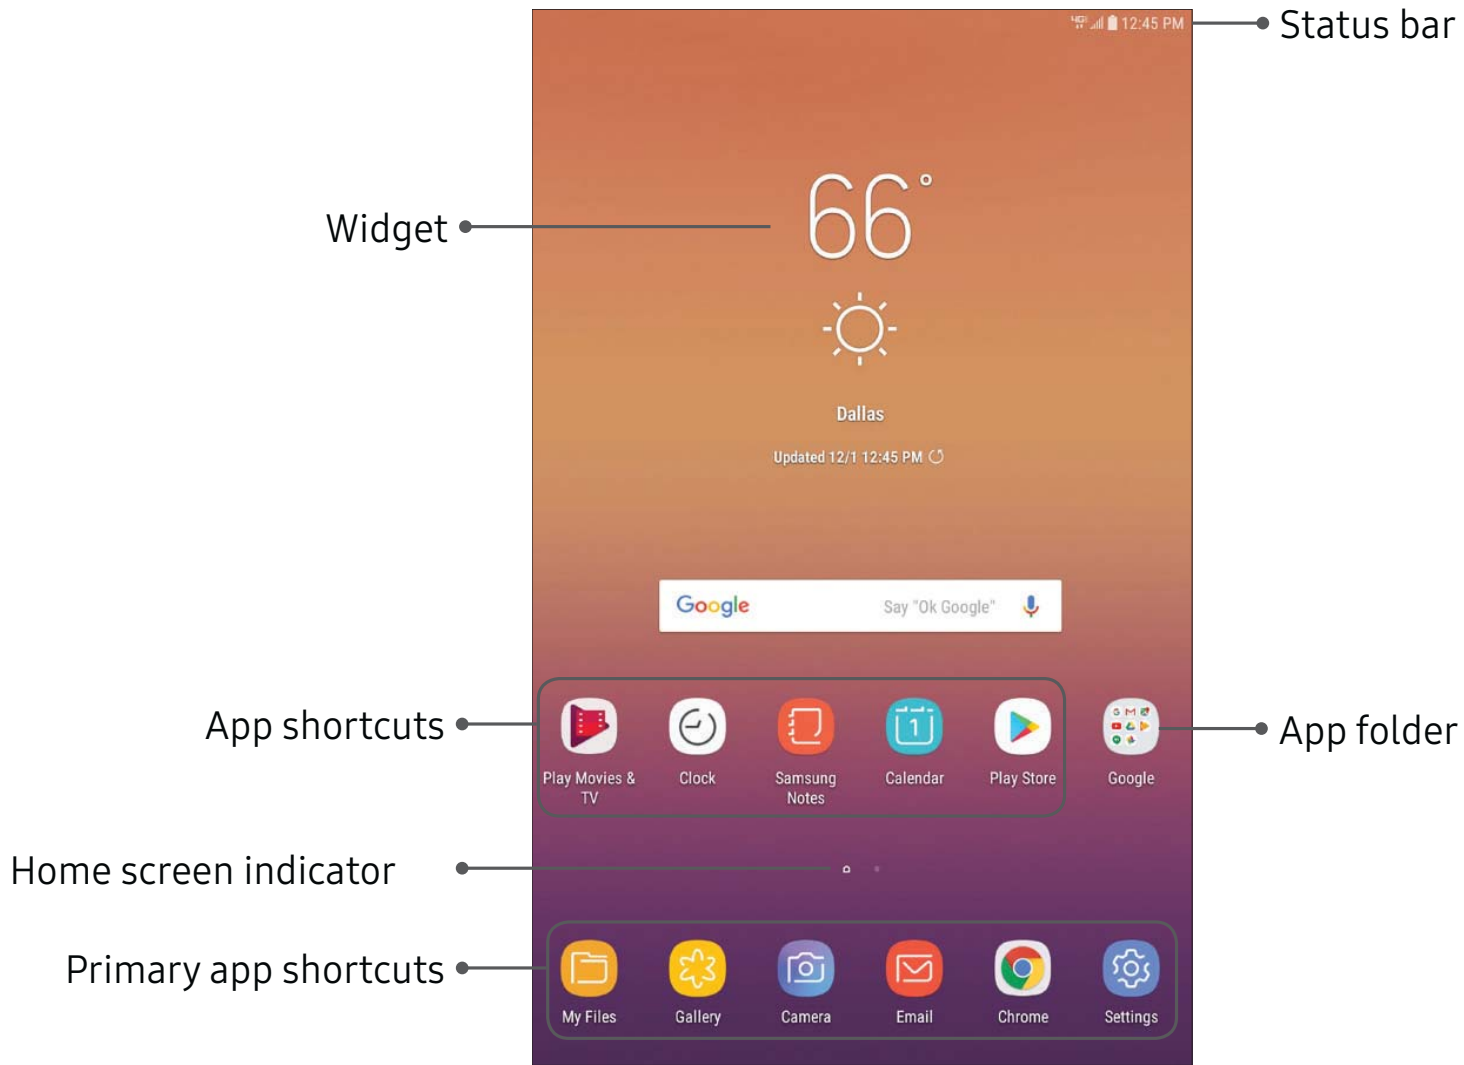 4G 12:45 PM
Status bar
66°
Widget
Dallas
Updated 12/1 12:45 PM
Google Say "Ok Google"
App shortcuts
App folder
Play Movies & TV
Clock
Samsung Notes
Calendar
1
Play Store
Google
Home screen indicator
Primary app shortcuts
My Files
Gallery
Camera
Email
Chrome
Settings